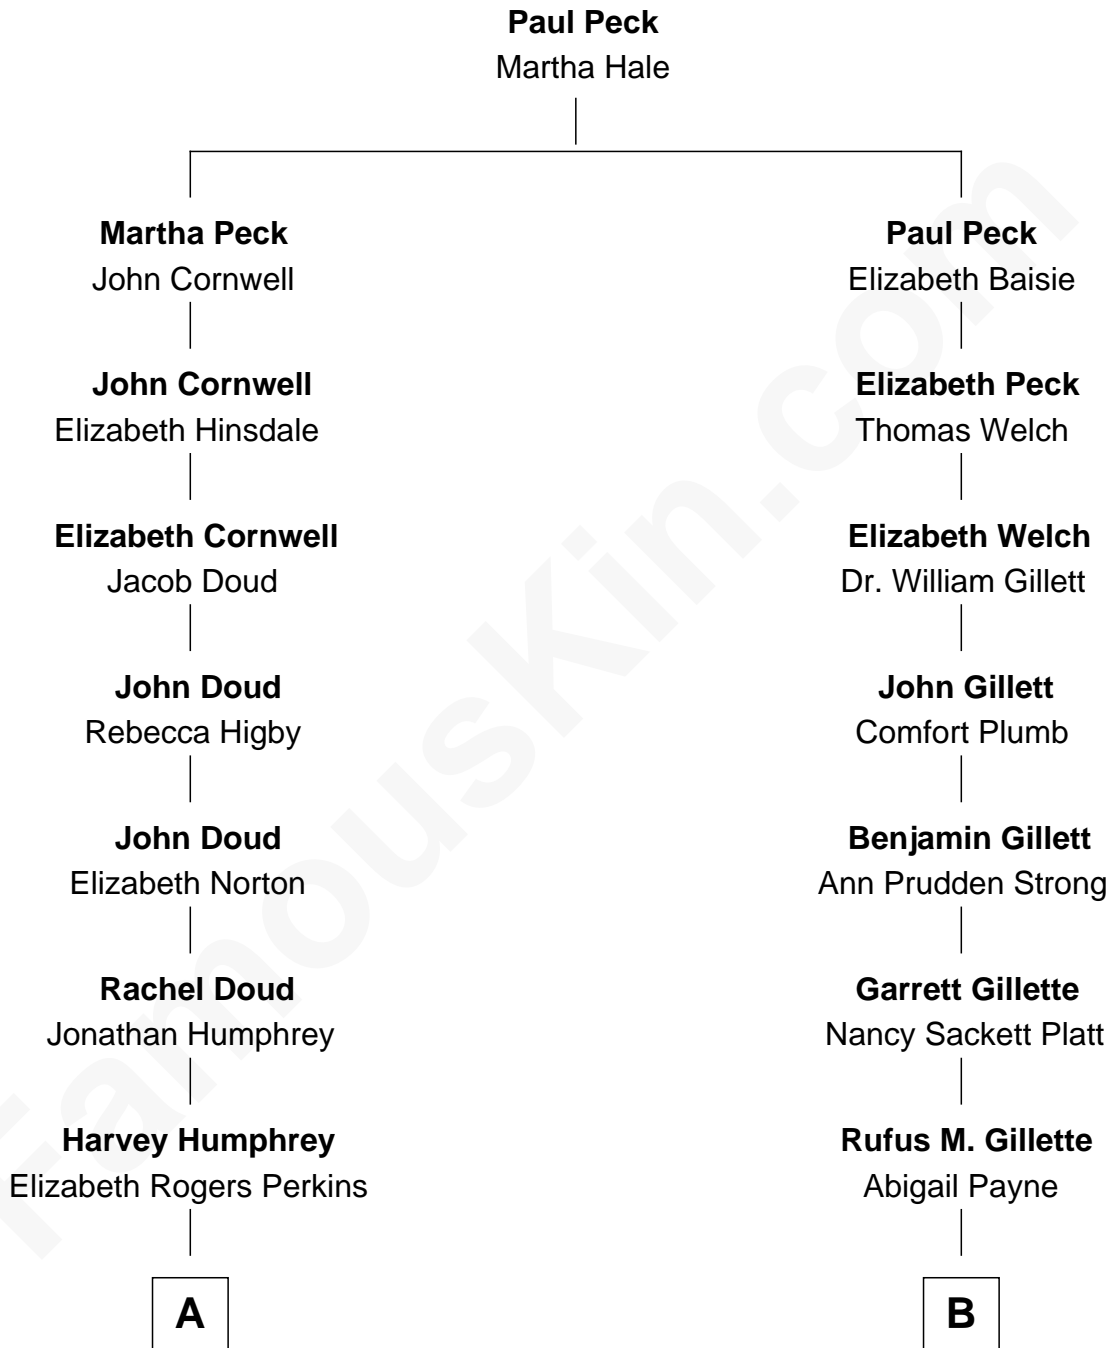 Paul Peck
Martha Hale
Martha Peck
John Cornwell
Paul Peck
Elizabeth Baisie
John Cornwell
Elizabeth Hinsdale
Elizabeth Peck
Thomas Welch
Elizabeth Cornwell
Jacob Doud
Elizabeth Welch
Dr. William Gillett
John Doud
Rebecca Higby
John Gillett
Comfort Plumb
John Doud
Elizabeth Norton
Benjamin Gillett
Ann Prudden Strong
Rachel Doud
Jonathan Humphrey
Garrett Gillette
Nancy Sackett Platt
Harvey Humphrey
Elizabeth Rogers Perkins
Rufus M. Gillette
Abigail Payne
A
B
FamousKin.com